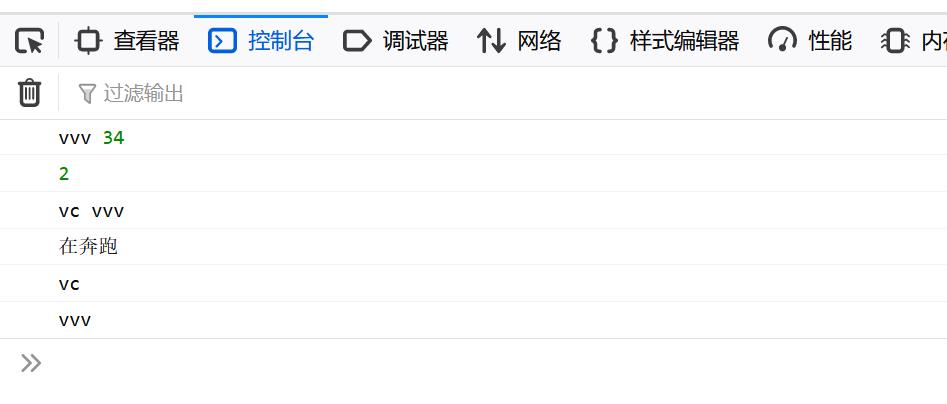 查看器 控制台 调试器 网络 样式编辑器 性能 内存
过滤输出
vvv 34
2
vc vvv
在奔跑
vc
vvv